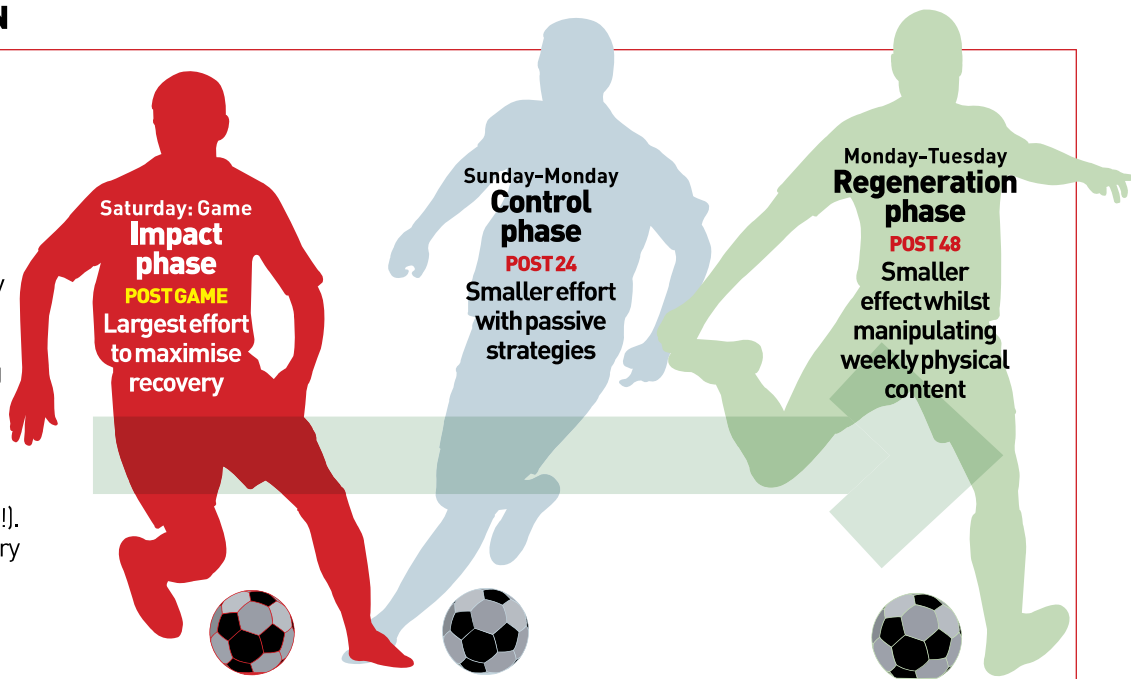 N
y
!).
ry
Saturday: Game
Impact
phase
POST GAME
Largest effort
to maximise
recovery
Sunday–Monday
Control
phase
POST 24
Smaller effort
with passive
strategies
Monday–Tuesday
Regeneration
phase
POST 48
Smaller
effect whilst
manipulating
weekly physical
content